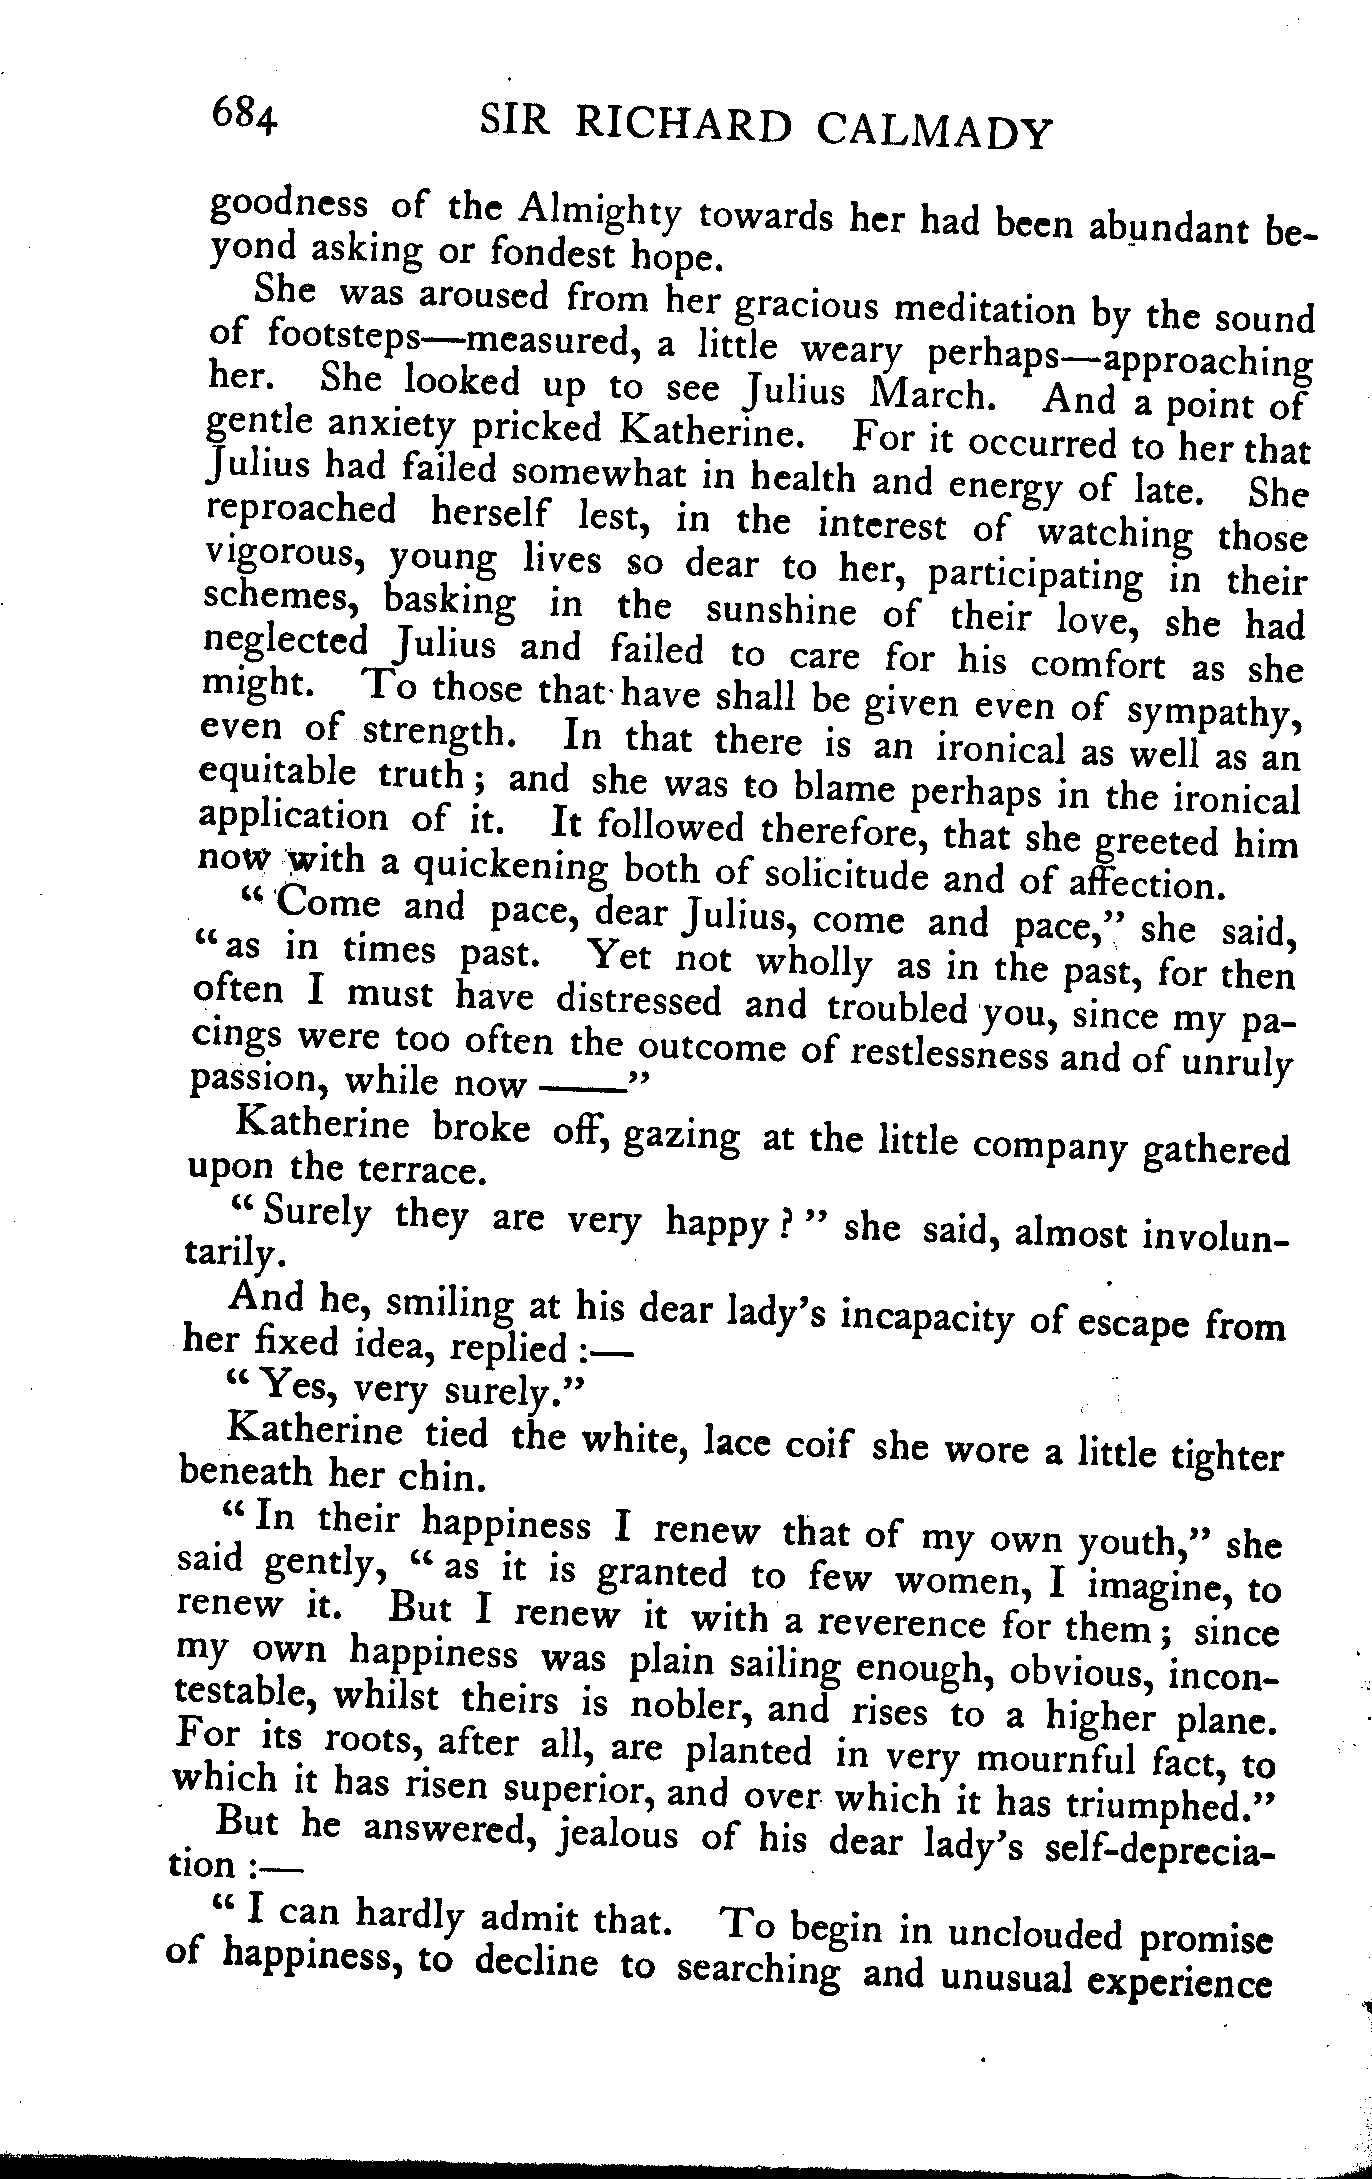 684 SIR RICHARD CALMADY
goodness of the Almighty towards her had been abundant be-
yond asking or fondest hope.
She was aroused from her gracious meditation by the sound
of footsteps—measured, a little weary perhaps—approaching
her. She looked up to see Julius March. And a point of
gentle anxiety pricked Katherine. For it occurred to her that
Julius had failed somewhat in health and energy of late. She
reproached herself lest, in the interest of watching those
vigorous, young lives so dear to her, participating in their
schemes, basking in the sunshine of their love, she had
neglected Julius and failed to care for his comfort as she
might. To those that have shall be given even of sympathy,
even of strength. In that there is an ironical as well as an
equitable truth; and she was to blame perhaps in the ironical
application of it. It followed therefore, that she greeted him
now with a quickening both of solicitude and of affection.
“Come and pace, dear Julius, come and pace,” she said,
“as in times past. Yet not wholly as in the past, for then
often I must have distressed and troubled you, since my pa-
cings were too often the outcome of restlessness and of unruly
passion, while now ——”
Katherine broke off, gazing at the little company gathered
upon the terrace.
“Surely they are very happy?” she said, almost involun-
tarily.
And he, smiling at his dear lady’s incapacity of escape from
her fixed idea, replied:—
“Yes, very surely.”
Katherine tied the white, lace coif she wore a little tighter
beneath her chin.
“In their happiness I renew that of my own youth,” she
said gently, “as it is granted to few women, I imagine, to
renew it. But I renew it with a reverence for them; since
my own happiness was plain sailing enough, obvious, incon-
testable, whilst theirs is nobler, and rises to a higher plane.
For its roots, after all, are planted in very mournful fact, to
which it has risen superior, and over which it has triumphed.”
But he answered, jealous of his dear lady’s self-deprecia-
tion:—
“I can hardly admit that. To begin in unclouded promise
of happiness, to decline to searching and unusual experience